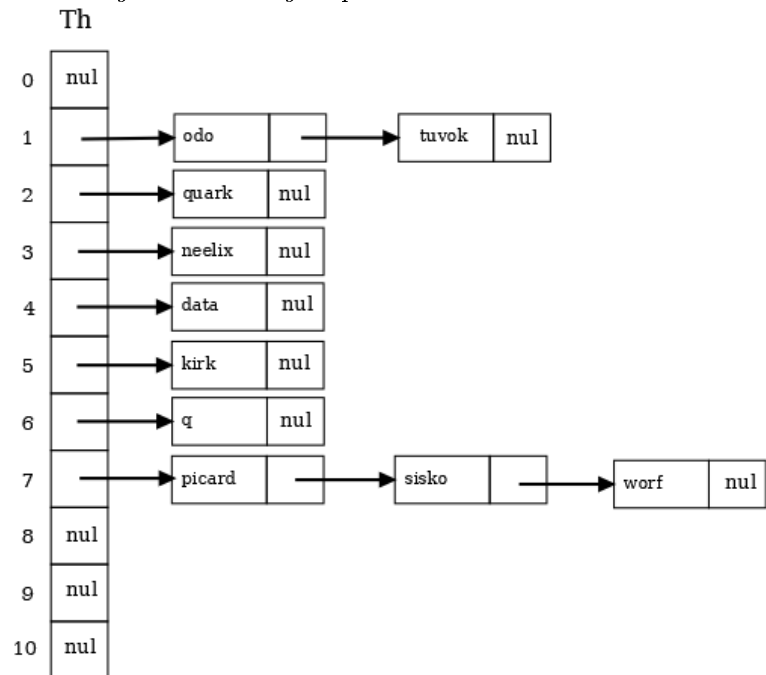 Th
0 nul
1 odo tuvok nul
2 quark nul
3 neelix nul
4 data nul
5 kirk nul
6 q nul
7 picard sisko worf nul
8 nul
9 nul
10 nul